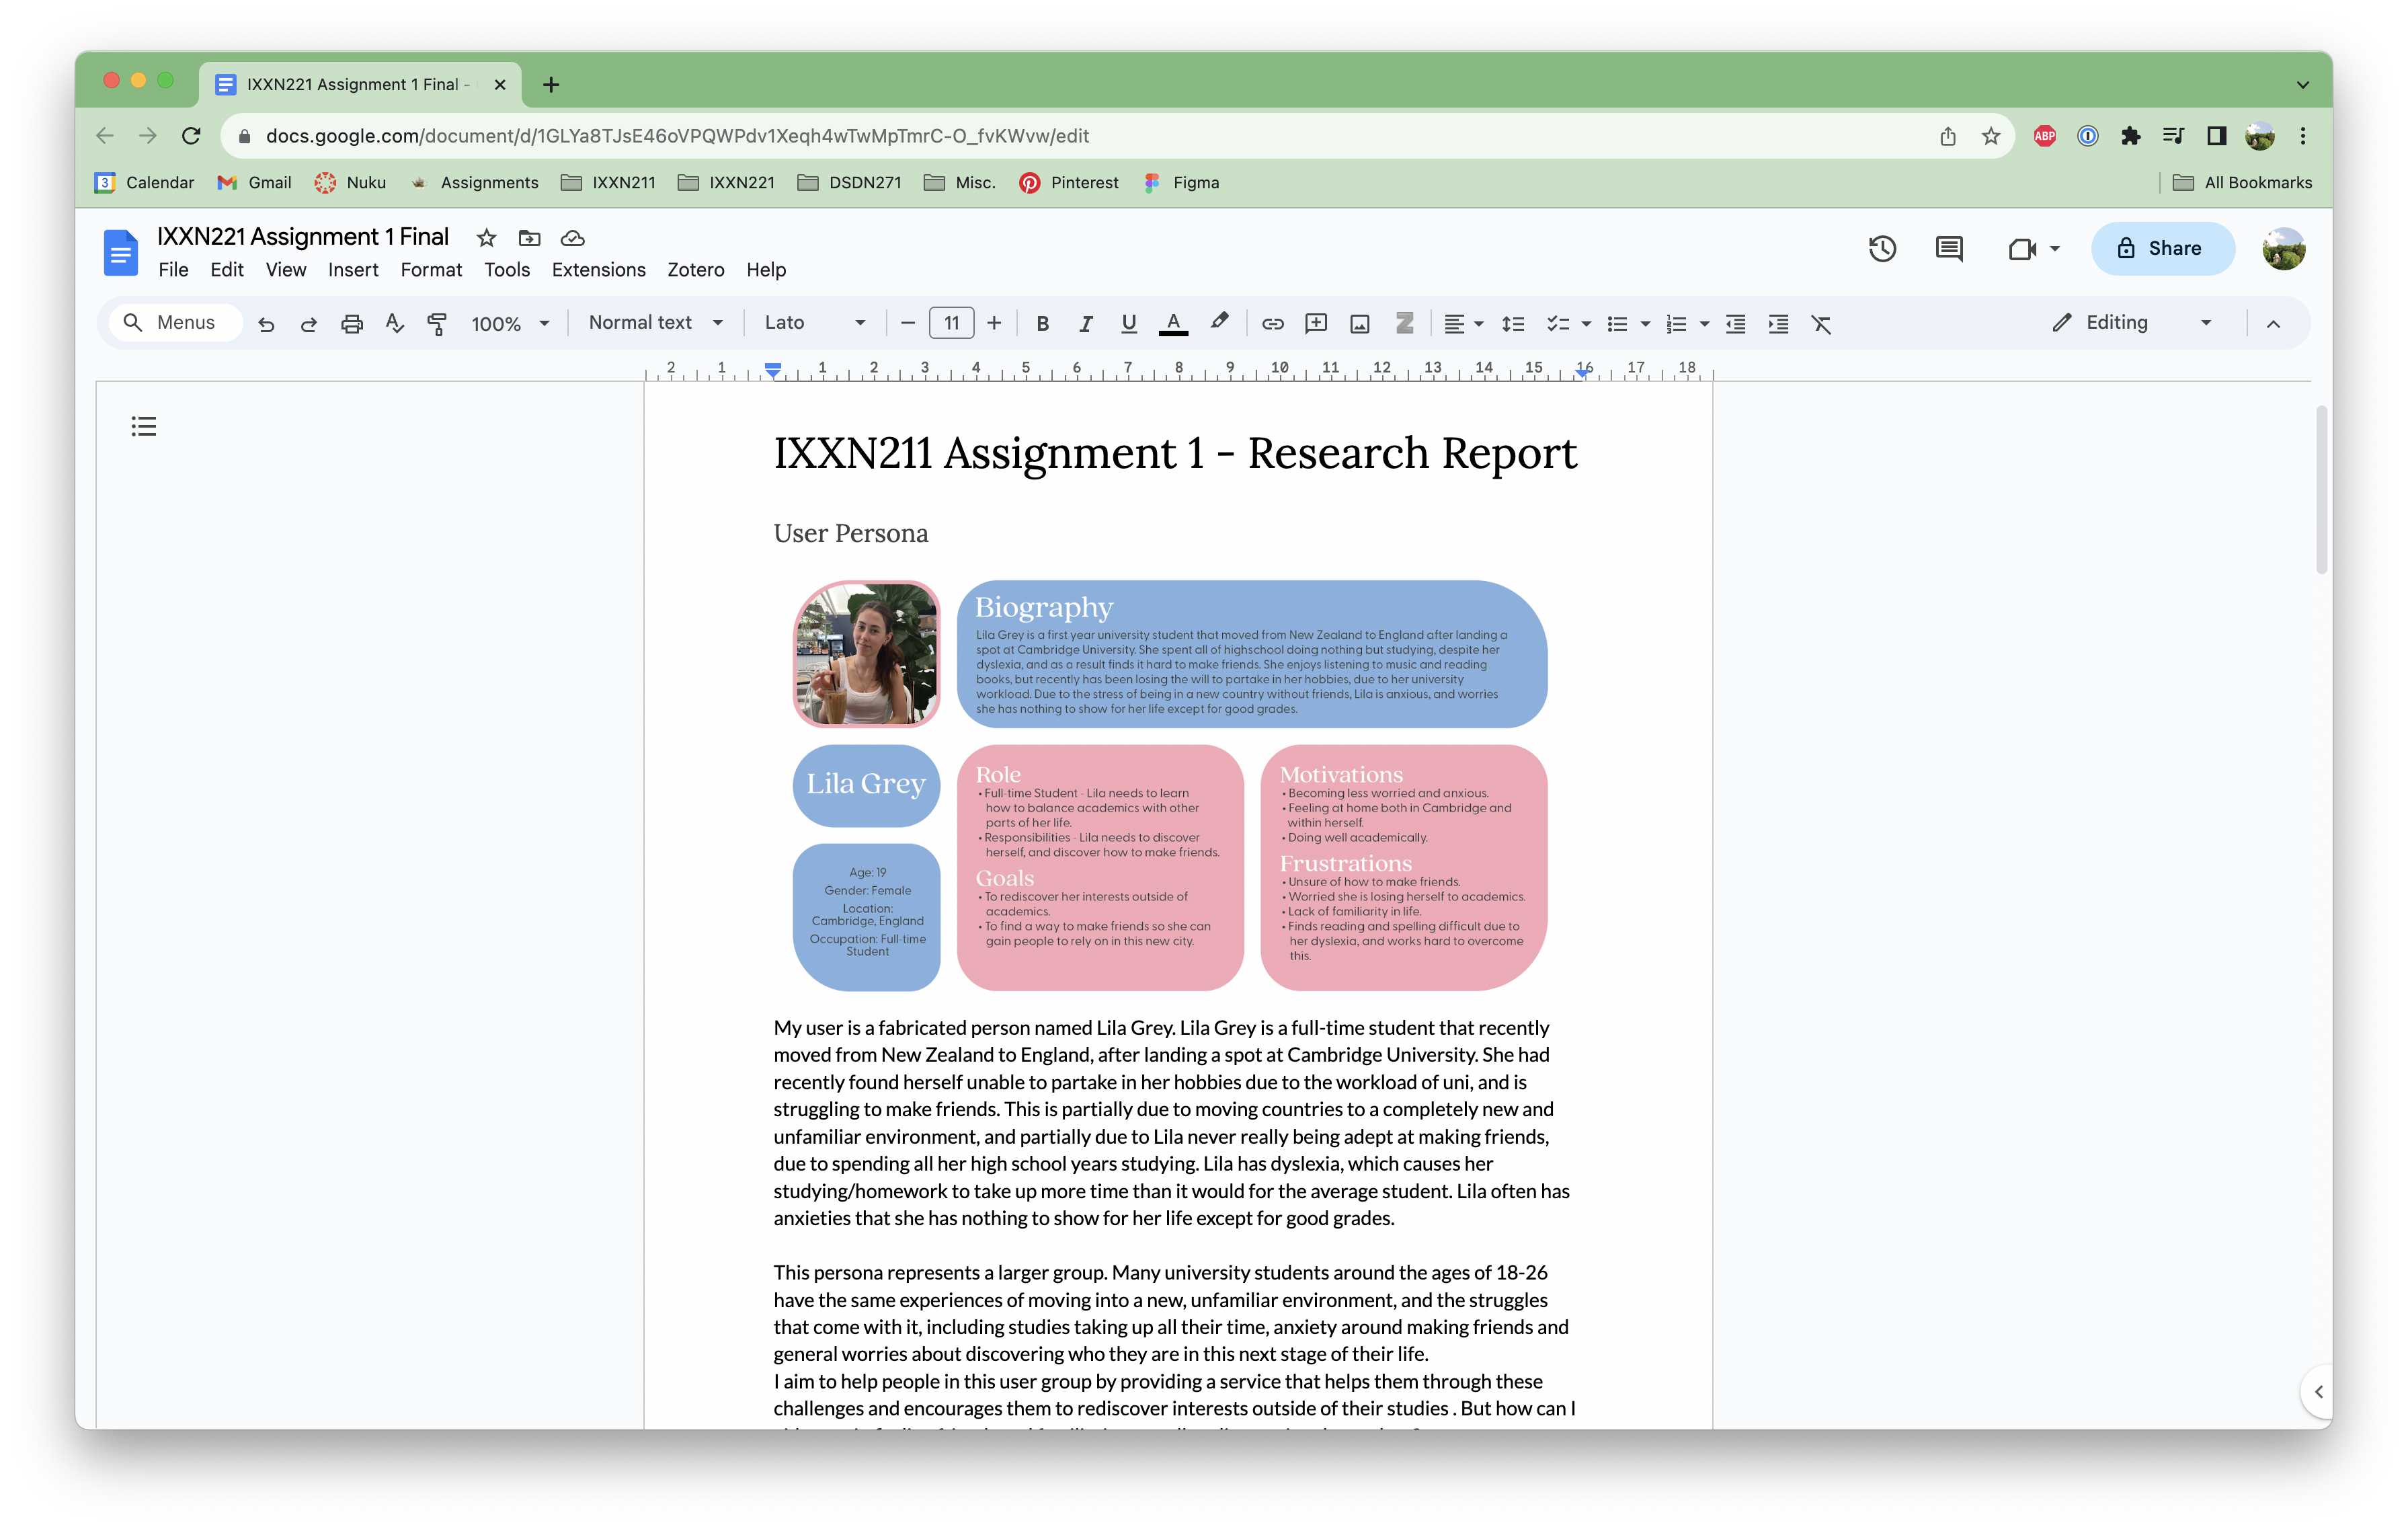 IXXN221 Assignment 1 Final -
docs.google.com/document/d/1GLYa8TJsE46oVPQWPdv1Xeqh4wTwMpTmrC-O_fvKWvw/edit
ABP
3 Calendar Gmail Nuku Assignments IXXN211 IXXN221 DSDN271 Misc. Pinterest Figma All Bookmarks
IXXN221 Assignment 1 Final
File Edit View Insert Format Tools Extensions Zotero Help
Share
Menus 100% Normal text Lato 11 B I U A Z Editing
2 1 1 2 3 4 5 6 7 8 9 10 11 12 13 14 15 16 17 18
IXXN211 Assignment 1 - Research Report
User Persona
Biography
Lila Grey is a first year university student that moved from New Zealand to England after landing a
spot at Cambridge University. She spent all of highschool doing nothing but studying, despite her
dyslexia, and as a result finds it hard to make friends. She enjoys listening to music and reading
books, but recently has been losing the will to partake in her hobbies, due to her university
workload. Due to the stress of being in a new country without friends, Lila is anxious, and worries
she has nothing to show for her life except for good grades.
Lila Grey
Age: 19
Gender: Female
Location:
Cambridge, England
Occupation: Full-time
Student
Role
• Full-time Student - Lila needs to learn
how to balance academics with other
parts of her life.
• Responsibilities - Lila needs to discover
herself, and discover how to make friends.
Goals
• To rediscover her interests outside of
academics.
• To find a way to make friends so she can
gain people to rely on in this new city.
Motivations
• Becoming less worried and anxious.
• Feeling at home both in Cambridge and
within herself.
• Doing well academically.
Frustrations
• Unsure of how to make friends.
• Worried she is losing herself to academics.
• Lack of familiarity in life.
• Finds reading and spelling difficult due to
her dyslexia, and works hard to overcome
this.
My user is a fabricated person named Lila Grey. Lila Grey is a full-time student that recently
moved from New Zealand to England, after landing a spot at Cambridge University. She had
recently found herself unable to partake in her hobbies due to the workload of uni, and is
struggling to make friends. This is partially due to moving countries to a completely new and
unfamiliar environment, and partially due to Lila never really being adept at making friends,
due to spending all her high school years studying. Lila has dyslexia, which causes her
studying/homework to take up more time than it would for the average student. Lila often has
anxieties that she has nothing to show for her life except for good grades.
This persona represents a larger group. Many university students around the ages of 18-26
have the same experiences of moving into a new, unfamiliar environment, and the struggles
that come with it, including studies taking up all their time, anxiety around making friends and
general worries about discovering who they are in this next stage of their life.
I aim to help people in this user group by providing a service that helps them through these
challenges and encourages them to rediscover interests outside of their studies . But how can I